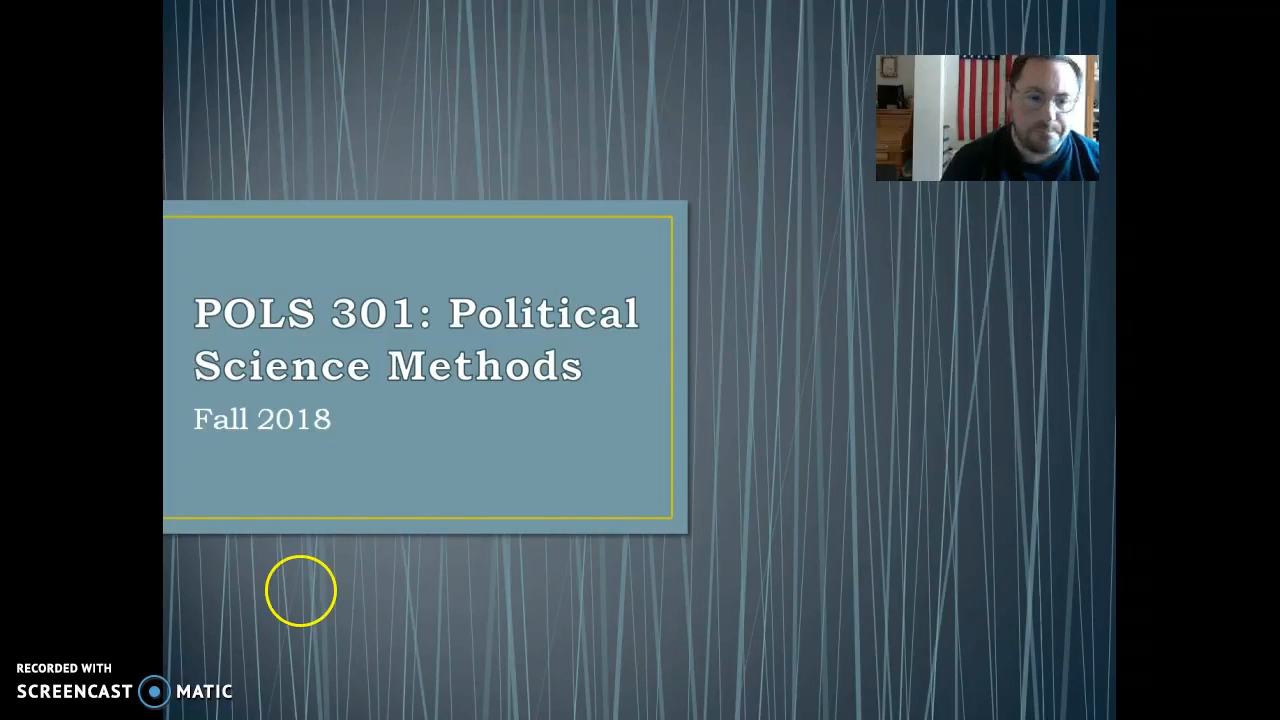 POLS 301: Political
Science Methods
Fall 2018
RECORDED WITH
SCREENCAST MATIC